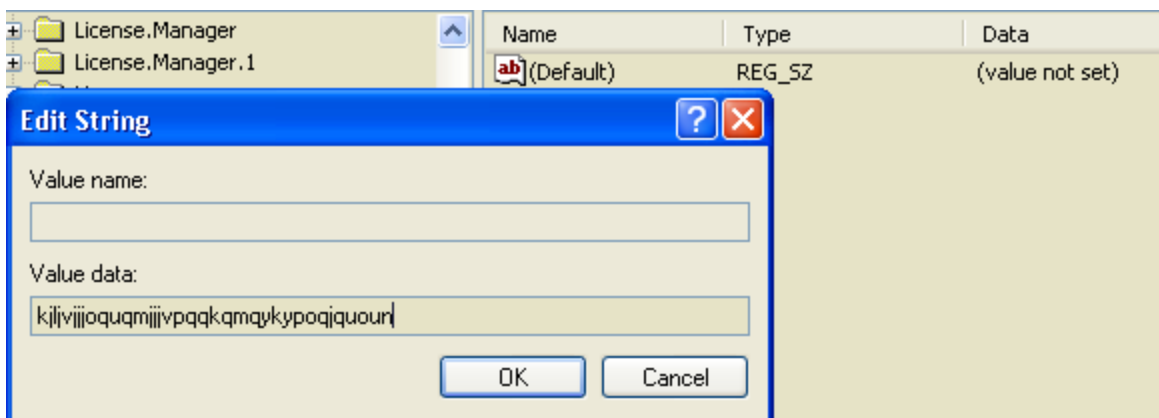 License.Manager
License.Manager.1
Name Type Data
ab (Default) REG_SZ (value not set)
Edit String
Value name:
Value data:
kjljvjjjoquqmjjjvpqqkqmqykypoqjquoun
OK Cancel